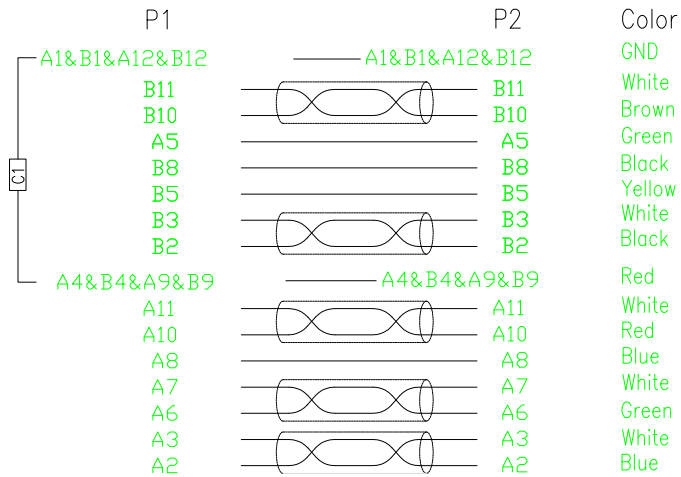 P1 P2 Color
A1&B1&A12&B12 A1&B1&A12&B12 GND
B11 B11 White
B10 B10 Brown
A5 A5 Green
B8 B8 Black
C1
B5 B5 Yellow
B3 B3 White
B2 B2 Black
A4&B4&A9&B9 A4&B4&A9&B9 Red
A11 A11 White
A10 A10 Red
A8 A8 Blue
A7 A7 White
A6 A6 Green
A3 A3 White
A2 A2 Blue